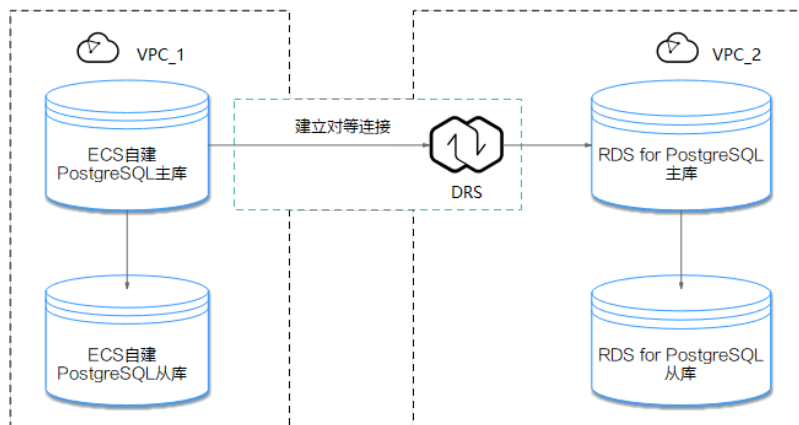 VPC_1
VPC_2
ECS自建
PostgreSQL主库
建立对等连接
DRS
RDS for PostgreSQL
主库
ECS自建
PostgreSQL从库
RDS for PostgreSQL
从库